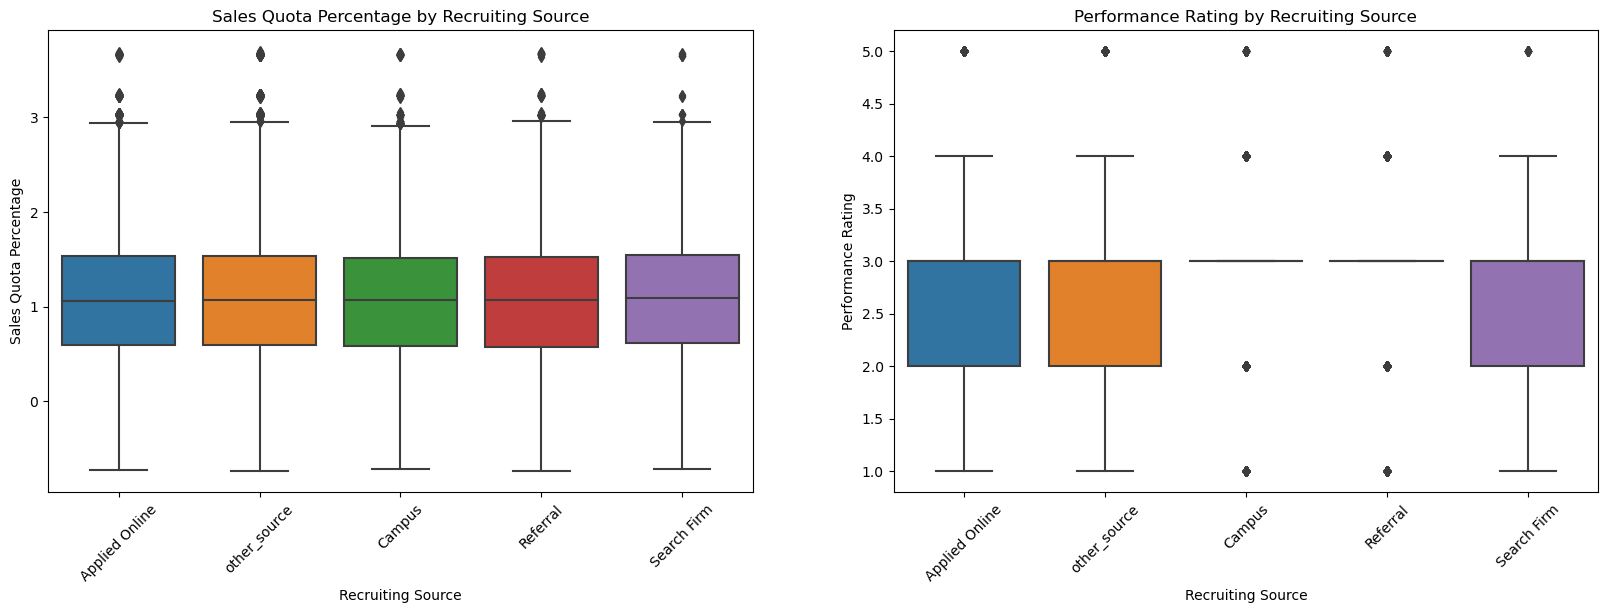 Sales Quota Percentage by Recruiting Source
Sales Quota Percentage
3
2
1
0
Applied Online
other_source
Campus
Referral
Search Firm
Recruiting Source
Performance Rating by Recruiting Source
Performance Rating
5.0
4.5
4.0
3.5
3.0
2.5
2.0
1.5
1.0
Applied Online
other_source
Campus
Referral
Search Firm
Recruiting Source